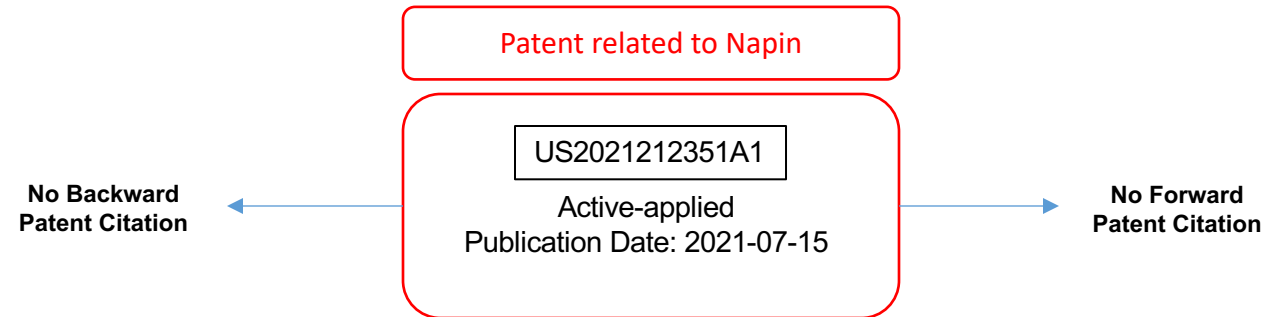 Patent related to Napin
US2021212351A1
Active-applied
Publication Date: 2021-07-15
No Backward
Patent Citation
No Forward
Patent Citation